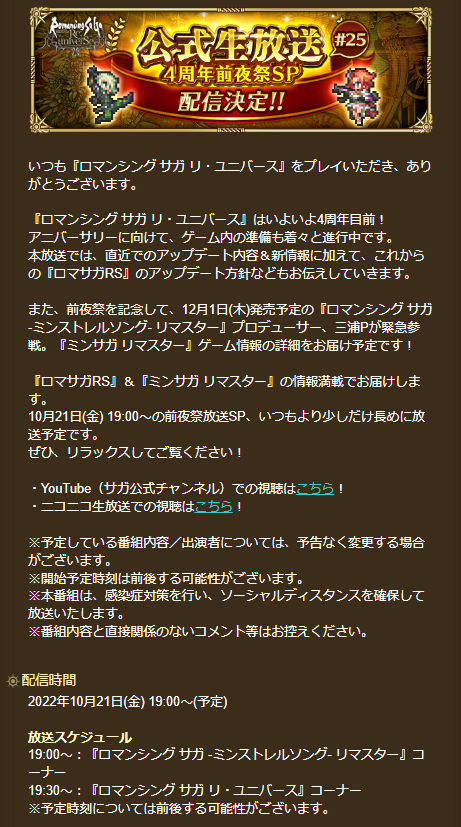 Romancing SaGa
Re;univerSe
公式生放送
#25
4周年前夜祭SP
配信決定!!
いつも『ロマンシング サガ リ・ユニバース』をプレイいただき、あり
がとうございます。
『ロマンシング サガ リ・ユニバース』はいよいよ4周年目前！
アニバーサリーに向けて、ゲーム内の準備も着々と進行中です。
本放送では、直近でのアップデート内容＆新情報に加えて、これから
の『ロマサガRS』のアップデート方針などもお伝えしていきます。
また、前夜祭を記念して、12月1日(木)発売予定の『ロマンシング サガ
-ミンストレルソング- リマスター』プロデューサー、三浦Pが緊急参
戦。『ミンサガ リマスター』ゲーム情報の詳細をお届け予定です！
『ロマサガRS』＆『ミンサガ リマスター』の情報満載でお届けしま
す。
10月21日(金) 19:00～の前夜祭放送SP、いつもより少しだけ長めに放
送予定です。
ぜひ、リラックスしてご覧ください！
・YouTube（サガ公式チャンネル）での視聴はこちら！
・ニコニコ生放送での視聴はこちら！
※予定している番組内容／出演者については、予告なく変更する場合
がございます。
※開始予定時刻は前後する可能性がございます。
※本番組は、感染症対策を行い、ソーシャルディスタンスを確保して
放送いたします。
※番組内容と直接関係のないコメント等はお控えください。
配信時間
2022年10月21日(金) 19:00～(予定)
放送スケジュール
19:00～：『ロマンシング サガ -ミンストレルソング- リマスター』コ
ーナー
19:30～：『ロマンシング サガ リ・ユニバース』コーナー
※予定時刻については前後する可能性がございます。